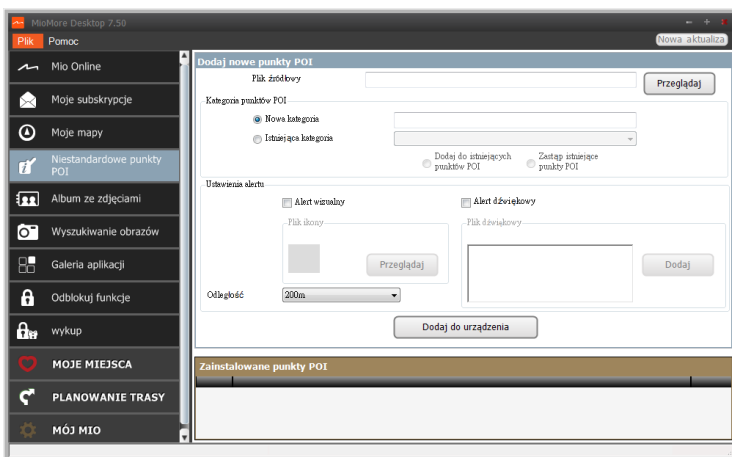 MioMore Desktop 7.50
Plik Pomoc
Nowa aktualiza
Mio Online
Moje subskrypcje
Moje mapy
Niestandardowe punkty
POI
Album ze zdjęciami
Wyszukiwanie obrazów
Galeria aplikacji
Odblokuj funkcje
wykup
MOJE MIEJSCA
PLANOWANIE TRASY
MÓJ MIO
Dodaj nowe punkty POI
Plik źródłowy
Przeglądaj
Kategoria punktów POI
Nowa kategoria
Istniejąca kategoria
Dodaj do istniejących
punktów POI
Zastąp istniejące
punkty POI
Ustawienia alertu
Alert wizualny
Alert dźwiękowy
Plik ikony
Przeglądaj
Plik dźwiękowy
Dodaj
Odległość
200m
Dodaj do urządzenia
Zainstalowane punkty POI